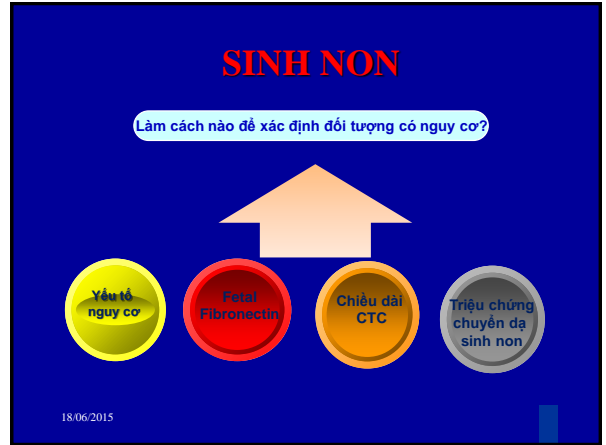 SINH NON
Làm cách nào để xác định đối tượng có nguy cơ?
Yếu tố
nguy cơ
Fetal
Fibronectin
Chiều dài
CTC
Triệu chứng
chuyển dạ
sinh non
18/06/2015